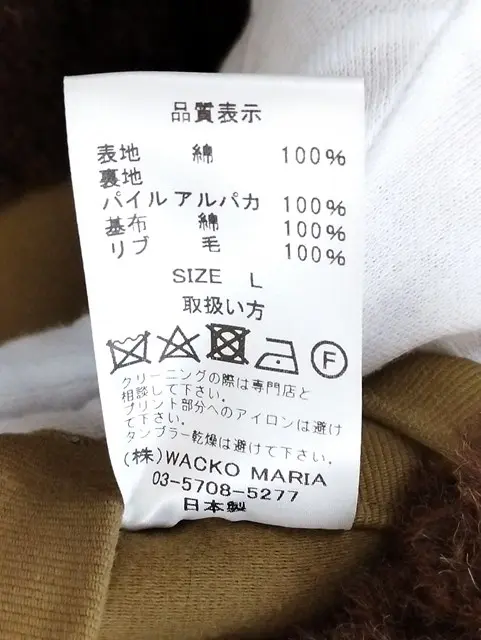 品質表示
表地 綿 100%
裏地
パイル アルパカ 100%
基布 綿 100%
リブ 毛 100%
SIZE L
取扱い方
F
クリーニングの際は専門店と
相談して下さい。
プリント部分へのアイロンは避け
て下さい。
タンブラー乾燥は避けて下さい。
(株)WACKO MARIA
03-5708-5277
日本製